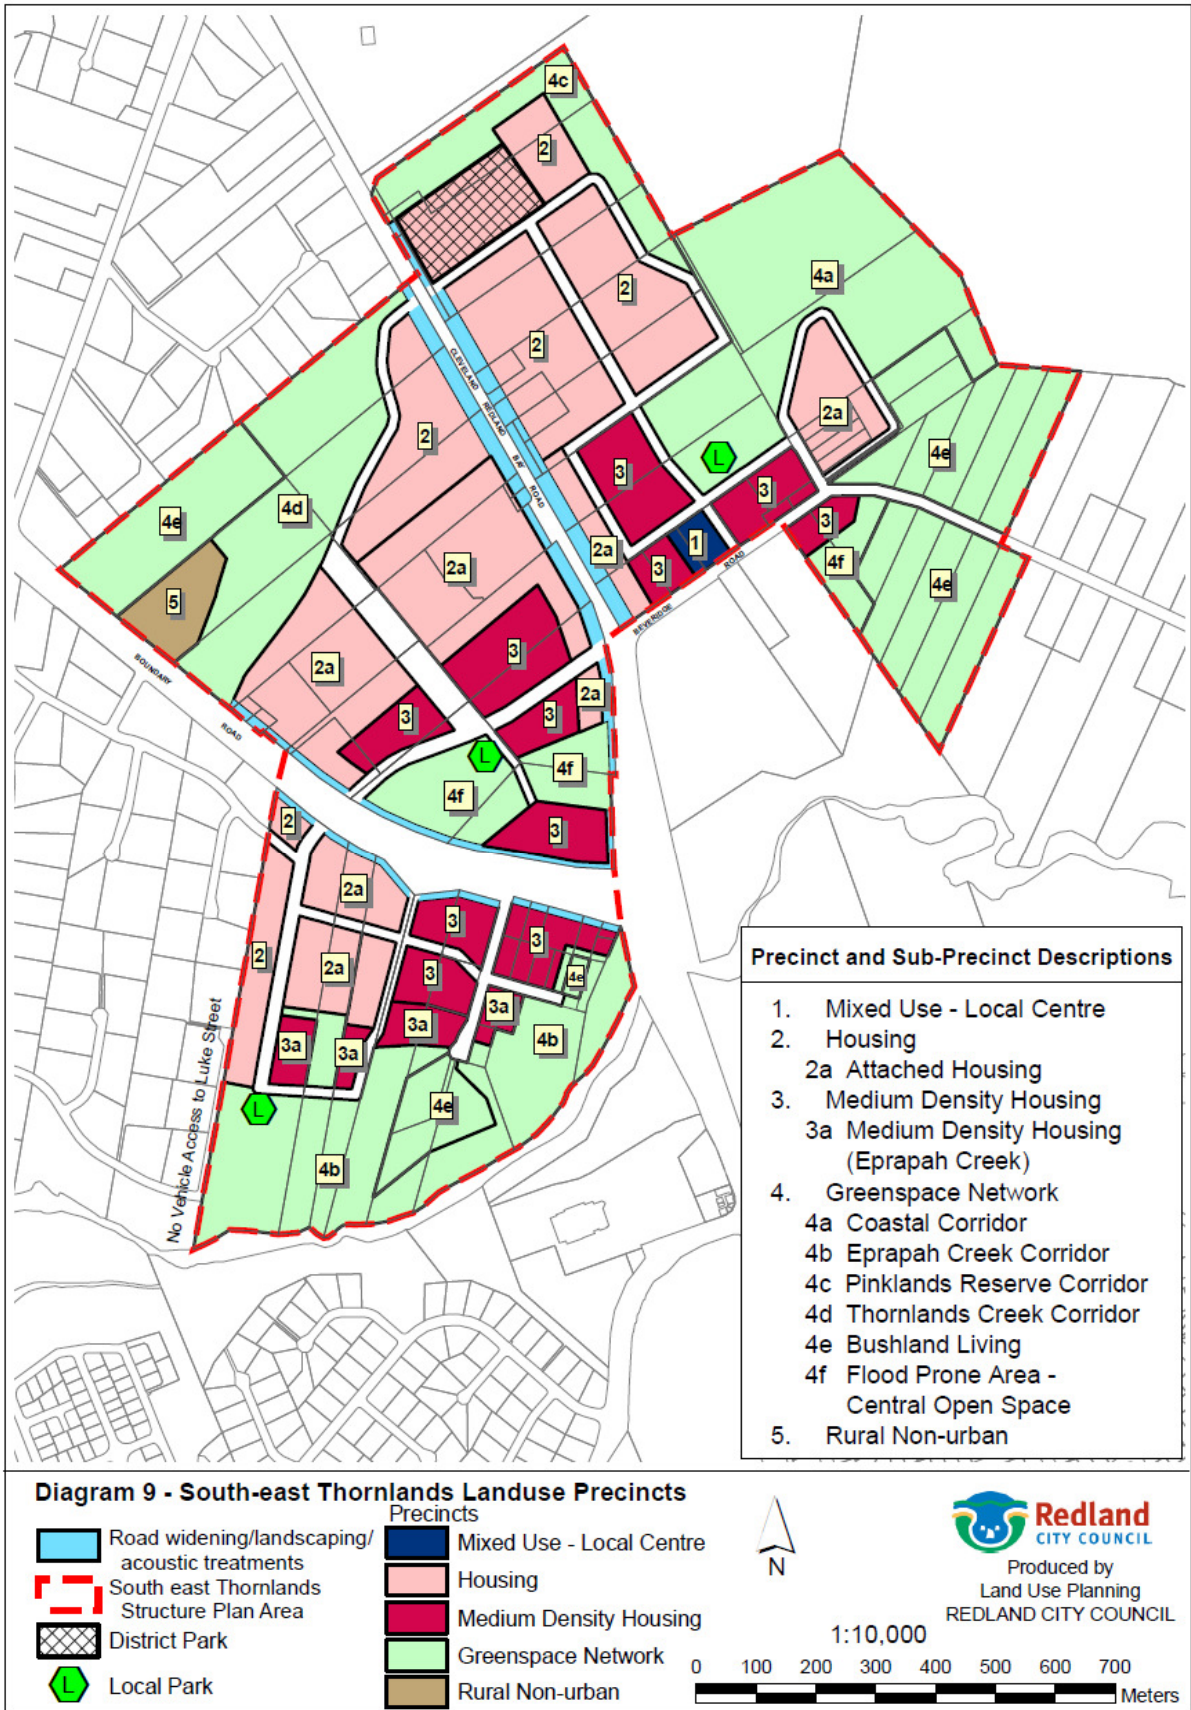 4c
2
4a
2
2
2
2a
4e
3
L
4d
3
4e
3
2a
1
4f
3
2a
4e
5
3
2a
2a
3
3
L
4f
4f
3
2
2a
3
3
2
2a
3
4e
3a
3a
4b
3a
3a
L
4e
4b
CLEVELAND REDLAND BAY ROAD
BEVERIDGE ROAD
BOUNDARY ROAD
No Vehicle Access to Luke Street
Precinct and Sub-Precinct Descriptions
1. Mixed Use - Local Centre
2. Housing
2a Attached Housing
3. Medium Density Housing
3a Medium Density Housing
(Eprapah Creek)
4. Greenspace Network
4a Coastal Corridor
4b Eprapah Creek Corridor
4c Pinklands Reserve Corridor
4d Thornlands Creek Corridor
4e Bushland Living
4f Flood Prone Area -
Central Open Space
5. Rural Non-urban
Diagram 9 - South-east Thornlands Landuse Precincts
Road widening/landscaping/
acoustic treatments
South east Thornlands
Structure Plan Area
District Park
L Local Park
Precincts
Mixed Use - Local Centre
Housing
Medium Density Housing
Greenspace Network
Rural Non-urban
N
1:10,000
0 100 200 300 400 500 600 700
Meters
Redland
CITY COUNCIL
Produced by
Land Use Planning
REDLAND CITY COUNCIL